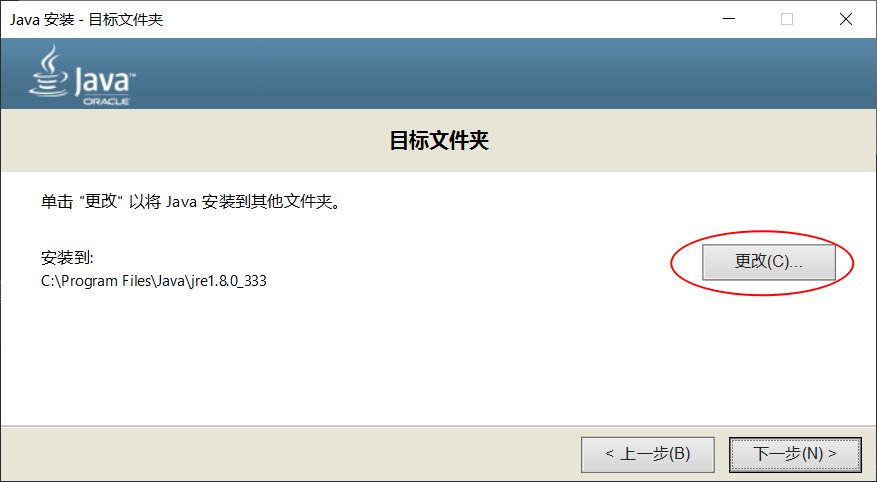 Java 安装 - 目标文件夹
Java™
ORACLE
目标文件夹
单击 "更改" 以将 Java 安装到其他文件夹。
安装到:
C:\Program Files\Java\jre1.8.0_333
更改(C)...
< 上一步(B)
下一步(N) >